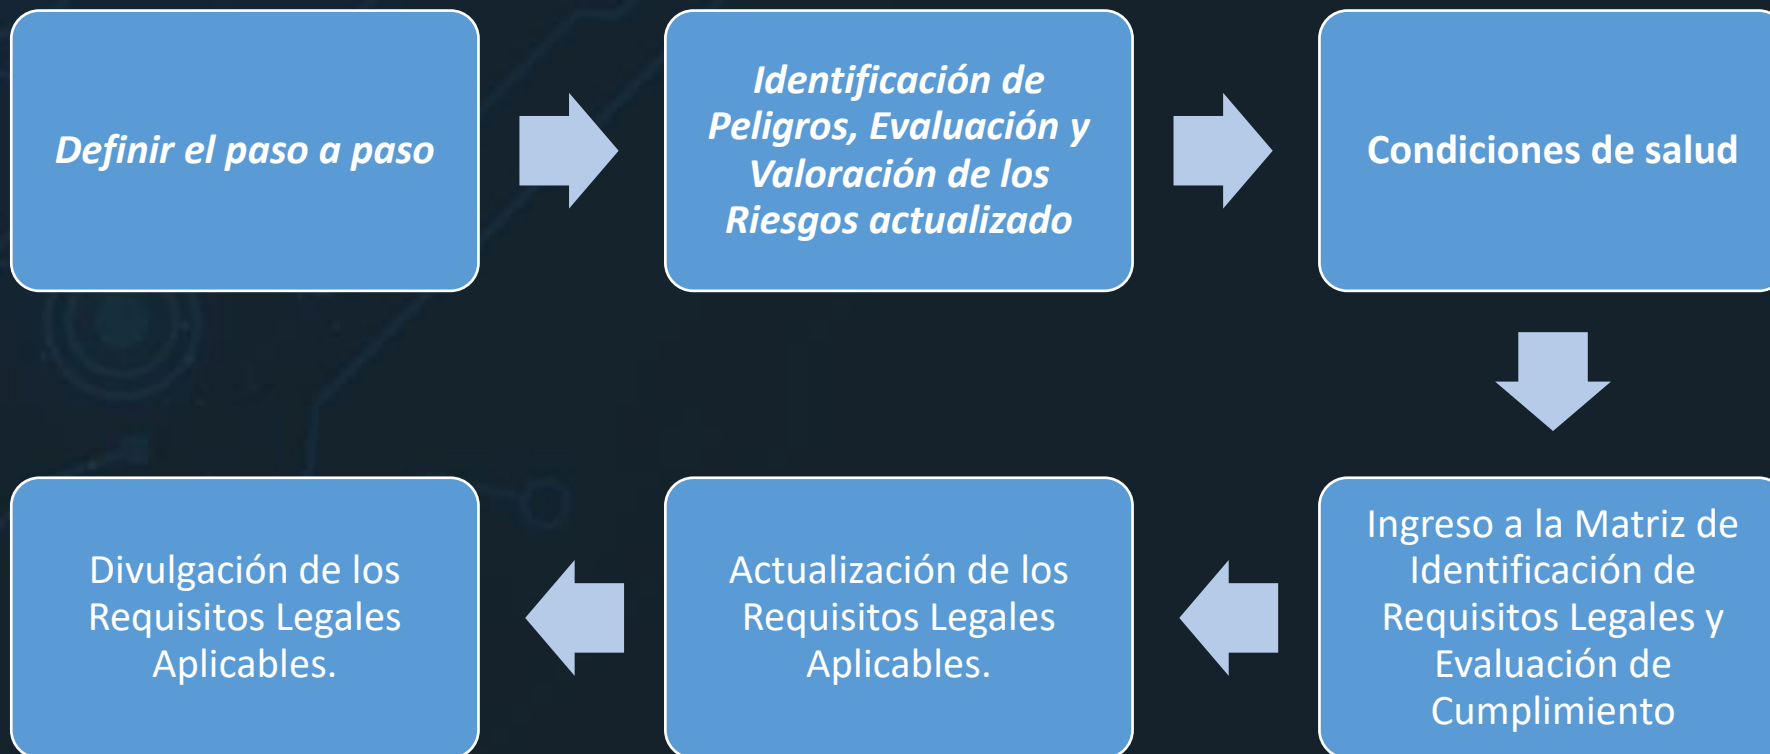 Definir el paso a paso
Identificación de
Peligros, Evaluación y
Valoración de los
Riesgos actualizado
Condiciones de salud
Ingreso a la Matriz de
Identificación de
Requisitos Legales y
Evaluación de
Cumplimiento
Actualización de los
Requisitos Legales
Aplicables.
Divulgación de los
Requisitos Legales
Aplicables.